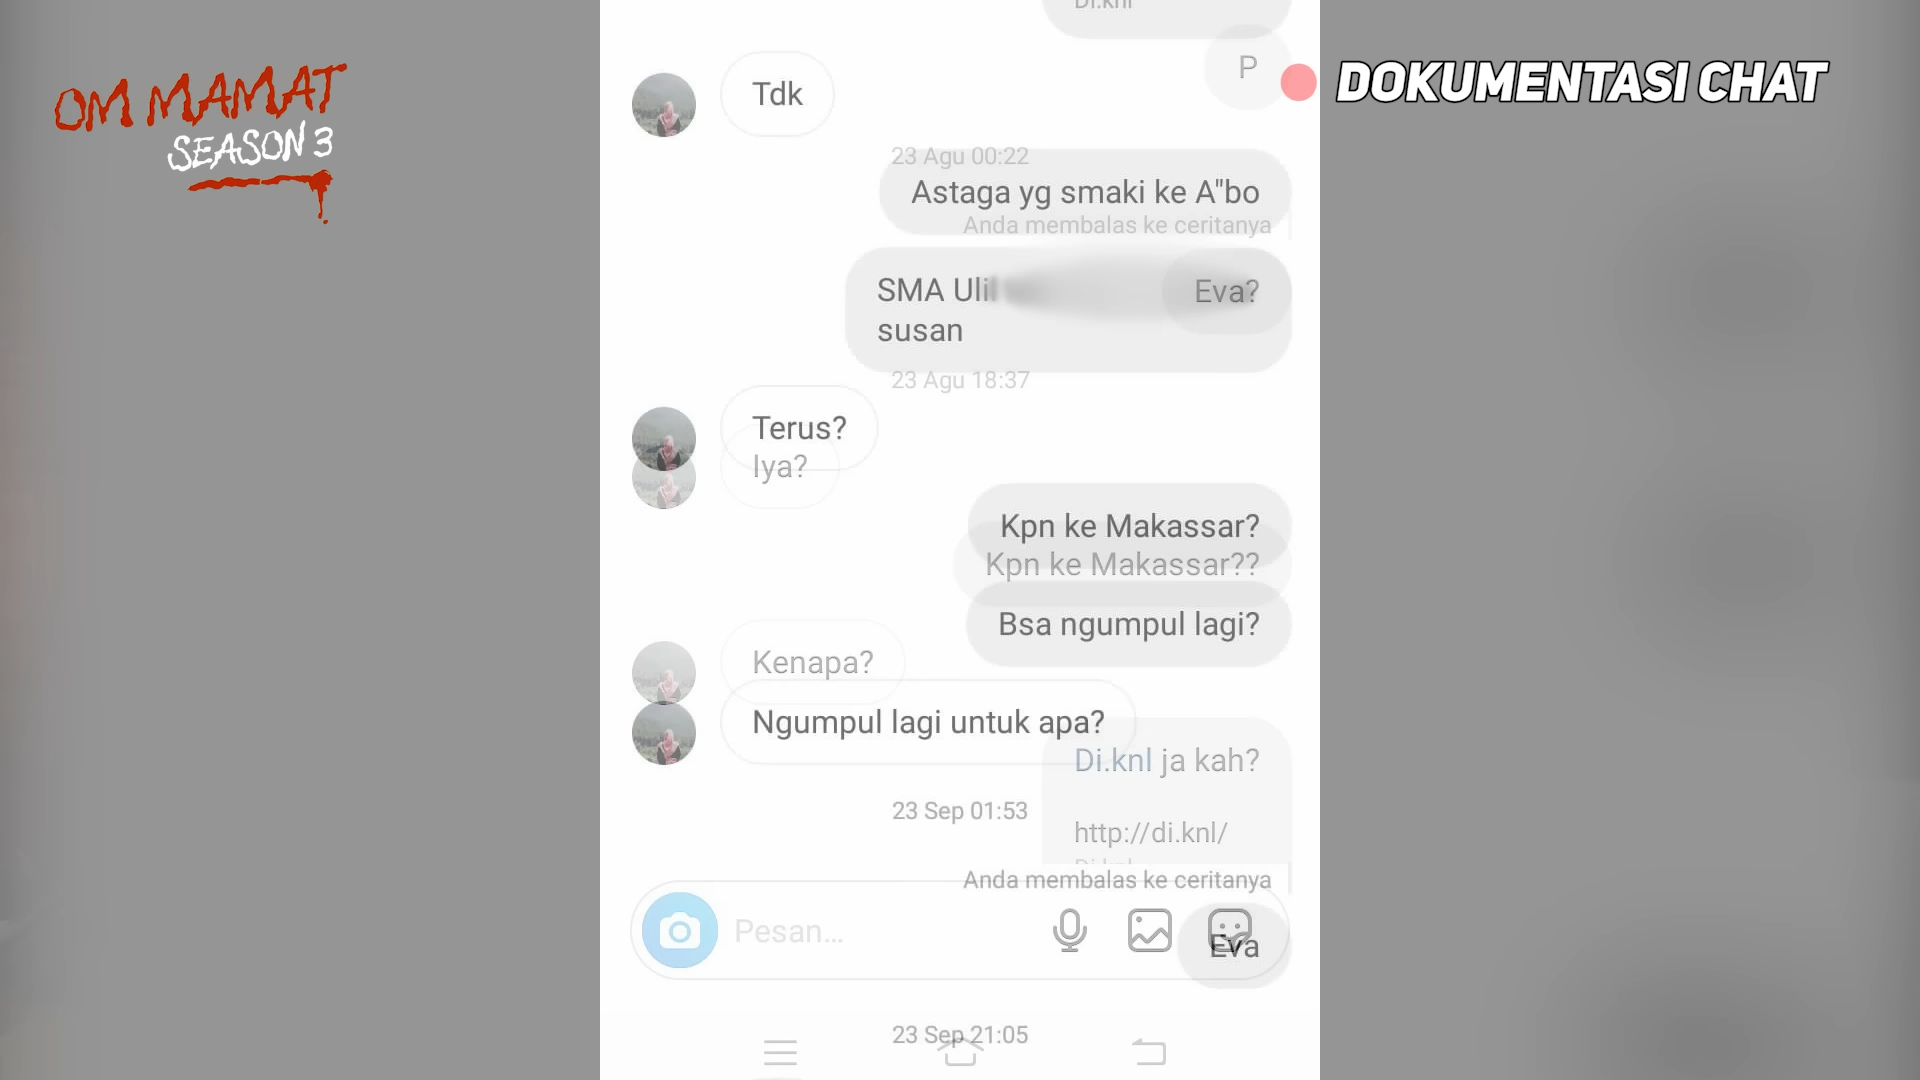 OM MAMAT
SEASON 3
DOKUMENTASI CHAT
Di.knl
P
Tdk
23 Agu 00:22
Astaga yg smaki ke A"bo
Anda membalas ke ceritanya
SMA Uli
susan
Eva?
23 Agu 18:37
Terus?
Iya?
Kpn ke Makassar?
Kpn ke Makassar??
Bsa ngumpul lagi?
Kenapa?
Ngumpul lagi untuk apa?
Di.knl ja kah?
23 Sep 01:53
http://di.knl/
Anda membalas ke ceritanya
Pesan...
Eva
23 Sep 21:05